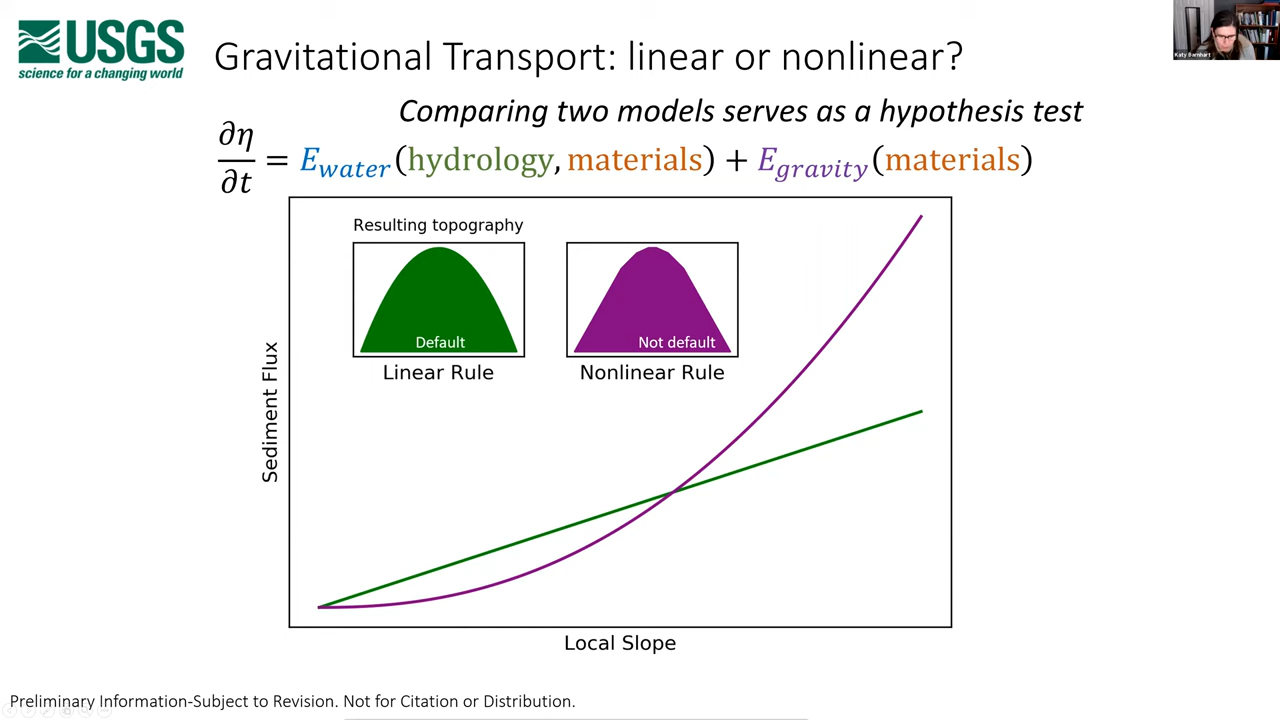 USGS
science for a changing world
Gravitational Transport: linear or nonlinear?
Katy Barnhart
Comparing two models serves as a hypothesis test
∂η/∂t = E_water(hydrology, materials) + E_gravity(materials)
Resulting topography
Default
Not default
Linear Rule
Nonlinear Rule
Sediment Flux
Local Slope
Preliminary Information-Subject to Revision. Not for Citation or Distribution.